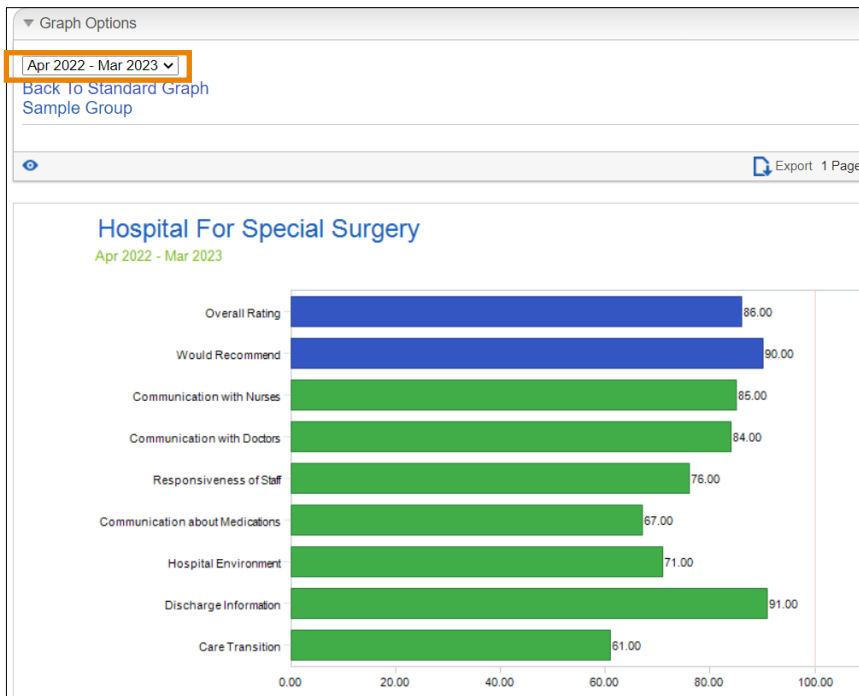 Graph Options
Apr 2022 - Mar 2023
Back To Standard Graph
Sample Group
Export 1 Page
Hospital For Special Surgery
Apr 2022 - Mar 2023
Overall Rating 86.00
Would Recommend 90.00
Communication with Nurses 85.00
Communication with Doctors 84.00
Responsiveness of Staff 76.00
Communication about Medications 67.00
Hospital Environment 71.00
Discharge Information 91.00
Care Transition 61.00
0.00 20.00 40.00 60.00 80.00 100.00